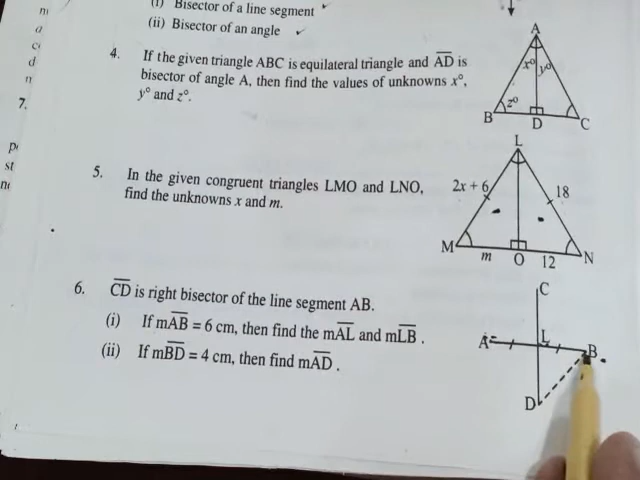 (i) Bisector of a line segment
(ii) Bisector of an angle
4. If the given triangle ABC is equilateral triangle and AD is
bisector of angle A, then find the values of unknowns x°,
y° and z°.
A
x° y°
z°
B D C
7.
5. In the given congruent triangles LMO and LNO,
find the unknowns x and m.
L
2x + 6 18
M m O 12 N
6. CD is right bisector of the line segment AB.
(i) If mAB = 6 cm, then find the mAL and mLB.
(ii) If mBD = 4 cm, then find mAD.
C
A L B
D